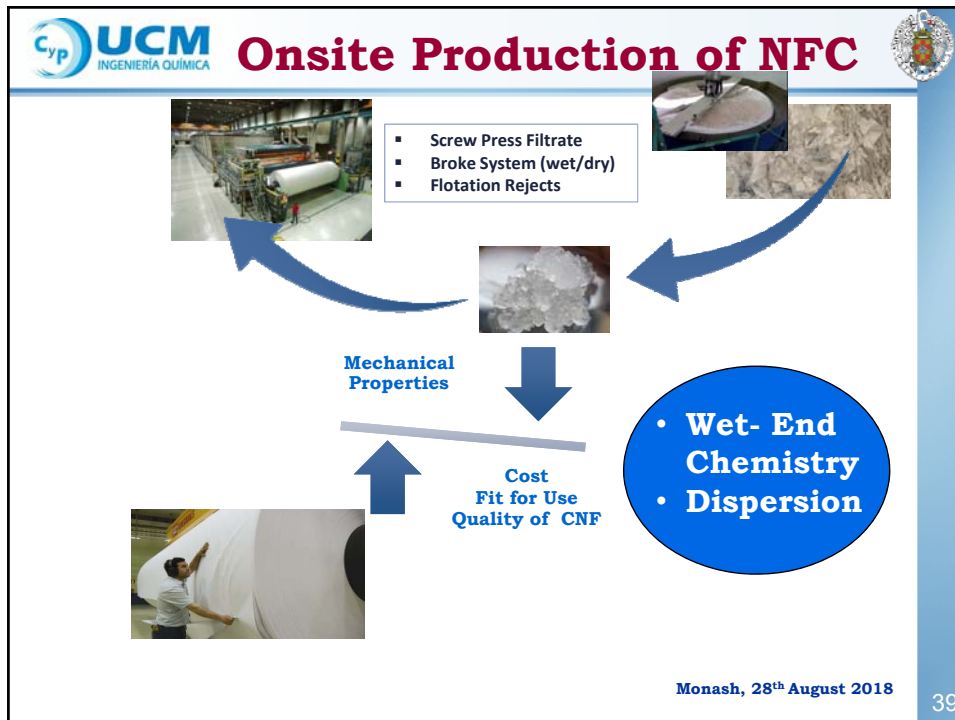 CyP UCM
INGENIERÍA QUÍMICA
Onsite Production of NFC
▪ Screw Press Filtrate
▪ Broke System (wet/dry)
▪ Flotation Rejects
Mechanical
Properties
Cost
Fit for Use
Quality of CNF
• Wet- End
Chemistry
• Dispersion
Monash, 28th August 2018
39